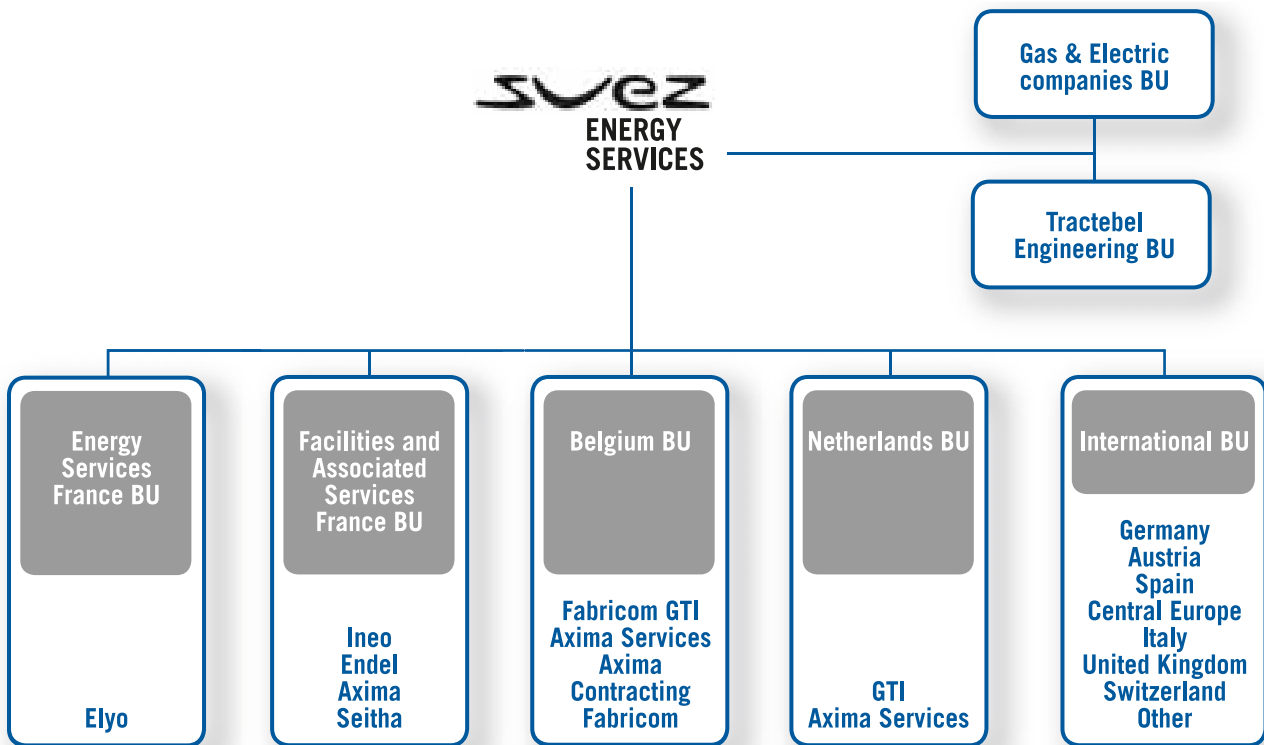 Gas & Electric
companies BU
suez
ENERGY
SERVICES
Tractebel
Engineering BU
Energy
Services
France BU
Facilities and
Associated
Services
France BU
Belgium BU
Netherlands BU
International BU
Elyo
Ineo
Endel
Axima
Seitha
Fabricom GTI
Axima Services
Axima
Contracting
Fabricom
GTI
Axima Services
Germany
Austria
Spain
Central Europe
Italy
United Kingdom
Switzerland
Other